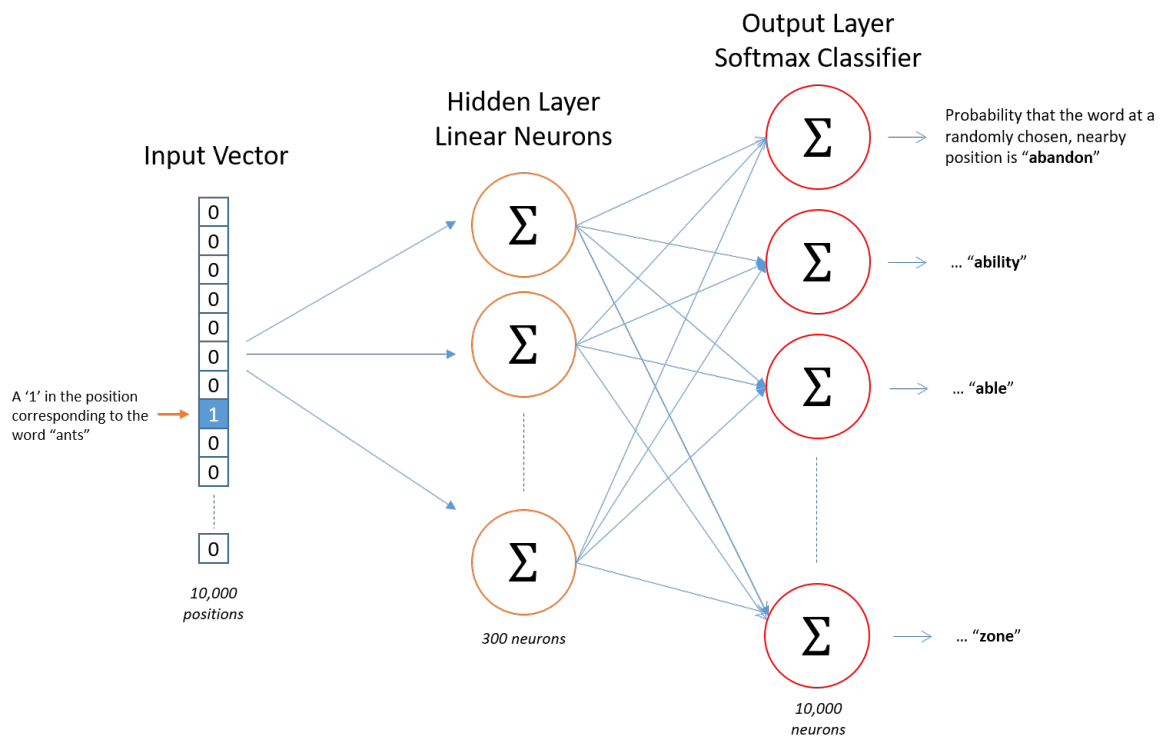 Output Layer
Softmax Classifier
Hidden Layer
Linear Neurons
Input Vector
0
0
0
0
0
0
0
1
0
0
0
A ‘1’ in the position
corresponding to the
word “ants”
10,000
positions
Σ
Σ
Σ
300 neurons
Σ
Σ
Σ
Σ
10,000
neurons
Probability that the word at a
randomly chosen, nearby
position is “abandon”
... “ability”
... “able”
... “zone”